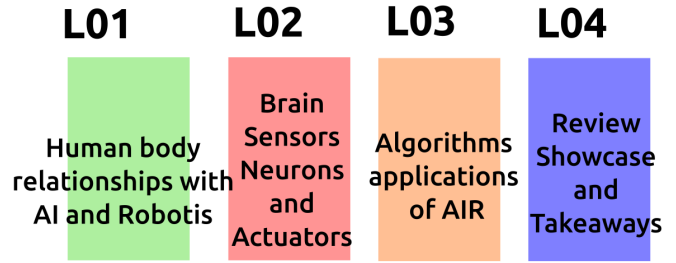 L01
Human body
relationships with
AI and Robotis
L02
Brain
Sensors
Neurons
and
Actuators
L03
Algorithms
applications
of AIR
L04
Review
Showcase
and
Takeaways